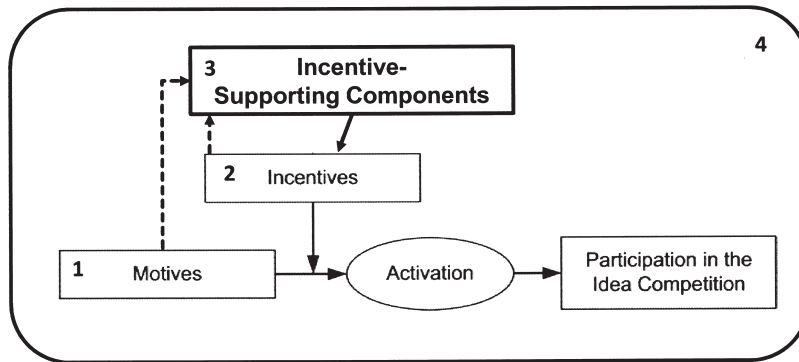 4
3 Incentive-
Supporting Components
2 Incentives
1 Motives
Activation
Participation in the
Idea Competition